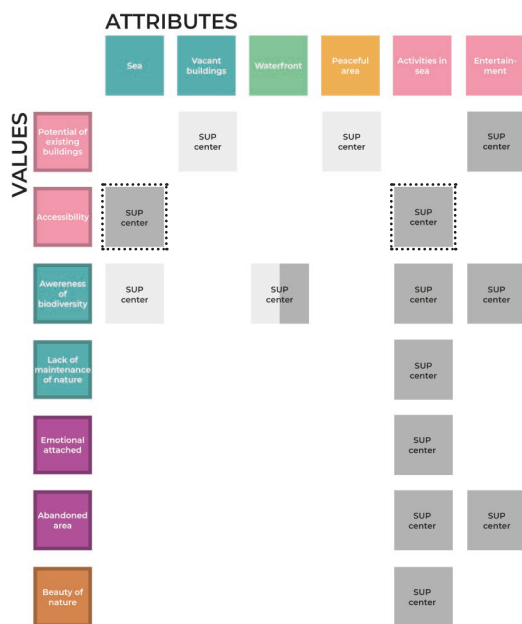 ATTRIBUTES
VALUES
Sea
Vacant
buildings
Waterfront
Peaceful
area
Activities in
sea
Entertain-
ment
Potential of
existing
buildings
SUP
center
SUP
center
SUP
center
Accessibility
SUP
center
SUP
center
Awereness
of
biodiversity
SUP
center
SUP
center
SUP
center
SUP
center
Lack of
maintenance
of nature
SUP
center
Emotional
attached
SUP
center
Abandoned
area
SUP
center
SUP
center
Beauty of
nature
SUP
center